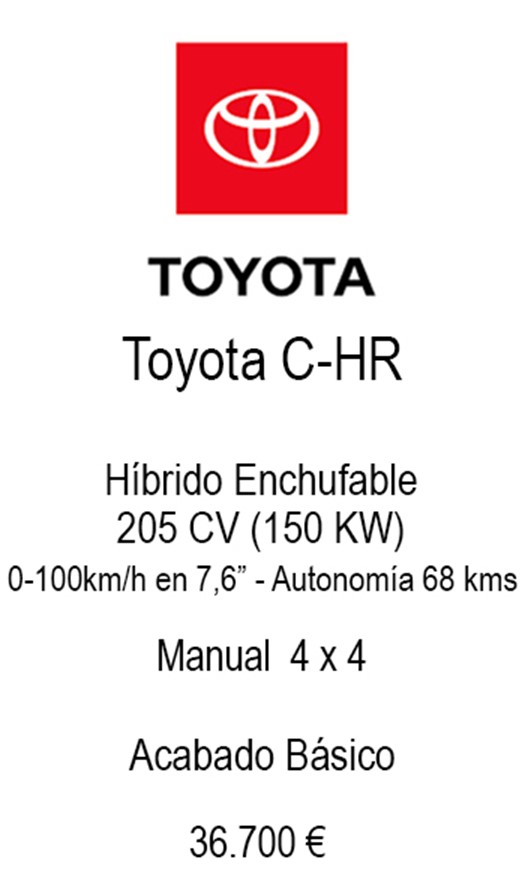 TOYOTA
Toyota C-HR
Híbrido Enchufable
205 CV (150 KW)
0-100km/h en 7,6” - Autonomía 68 kms
Manual 4 x 4
Acabado Básico
36.700 €